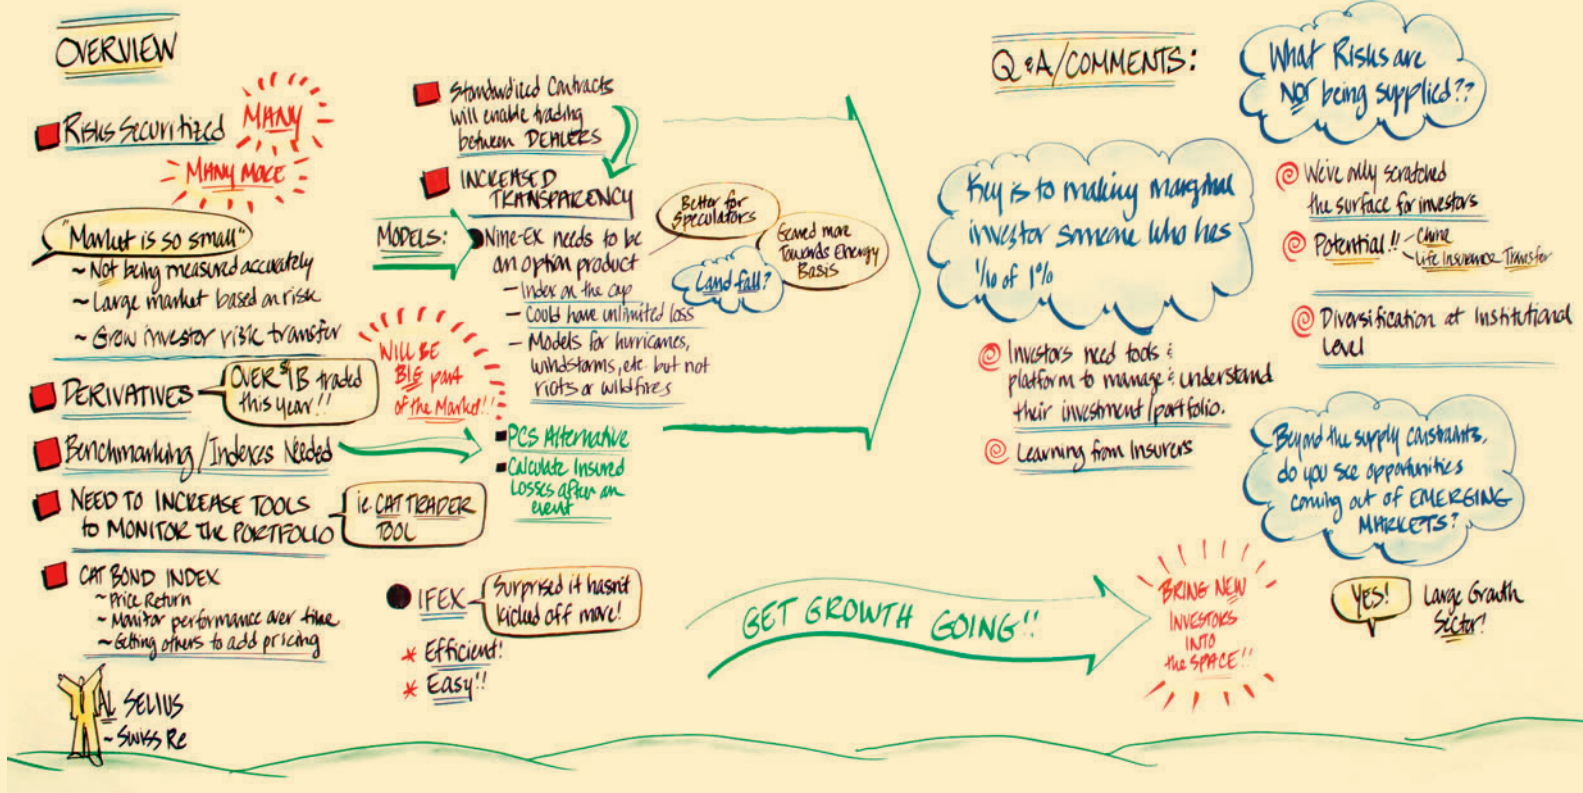 OVERVIEW
Risks Securitized
MANY
MANY MORE
"Market is so small"
~ Not being measured accurately
~ Large market based on risk
~ Grow investor risk transfer
DERIVATIVES
OVER $1B traded
this year!!
Benchmarking/Indexes Needed
NEED TO INCREASE TOOLS
to MONITOR the PORTFOLIO
ie. CAT TRADER
TOOL
CAT BOND INDEX
~ Price Return
~ Monitor performance over time
~ Getting others to add pricing
AL SELIUS
~ Swiss Re
Standardized Contracts
will enable trading
between DEALERS
INCREASED
TRANSPARENCY
MODELS:
Nine-Ex needs to be
an option product
— Index on the cap
— Could have unlimited loss
— Models for hurricanes,
windstorms, etc. but not
riots or wildfires
Better for
Speculators
Geared more
Towards Energy
Basis
Land fall?
WILL BE
BIG part
of the Market!!
PCS Alternative
Calculate Insured
Losses after an
event
IFEX
Surprised it hasn't
kicked off more!
* Efficient!
* Easy!!
GET GROWTH GOING!!
BRING NEW
INVESTORS
INTO
the SPACE!!
Q & A/COMMENTS:
Key is to making marginal
investor someone who has
1/10 of 1%
Investors need tools &
platform to manage & understand
their investment/portfolio.
Learning from Insurers
What Risks are
NOT being supplied??
We've only scratched
the surface for investors
Potential!!
— China
— Life Insurance Transfer
Diversification at Institutional
Level
Beyond the supply constraints,
do you see opportunities
coming out of EMERGING
MARKETS?
YES!
Large Growth
Sector!